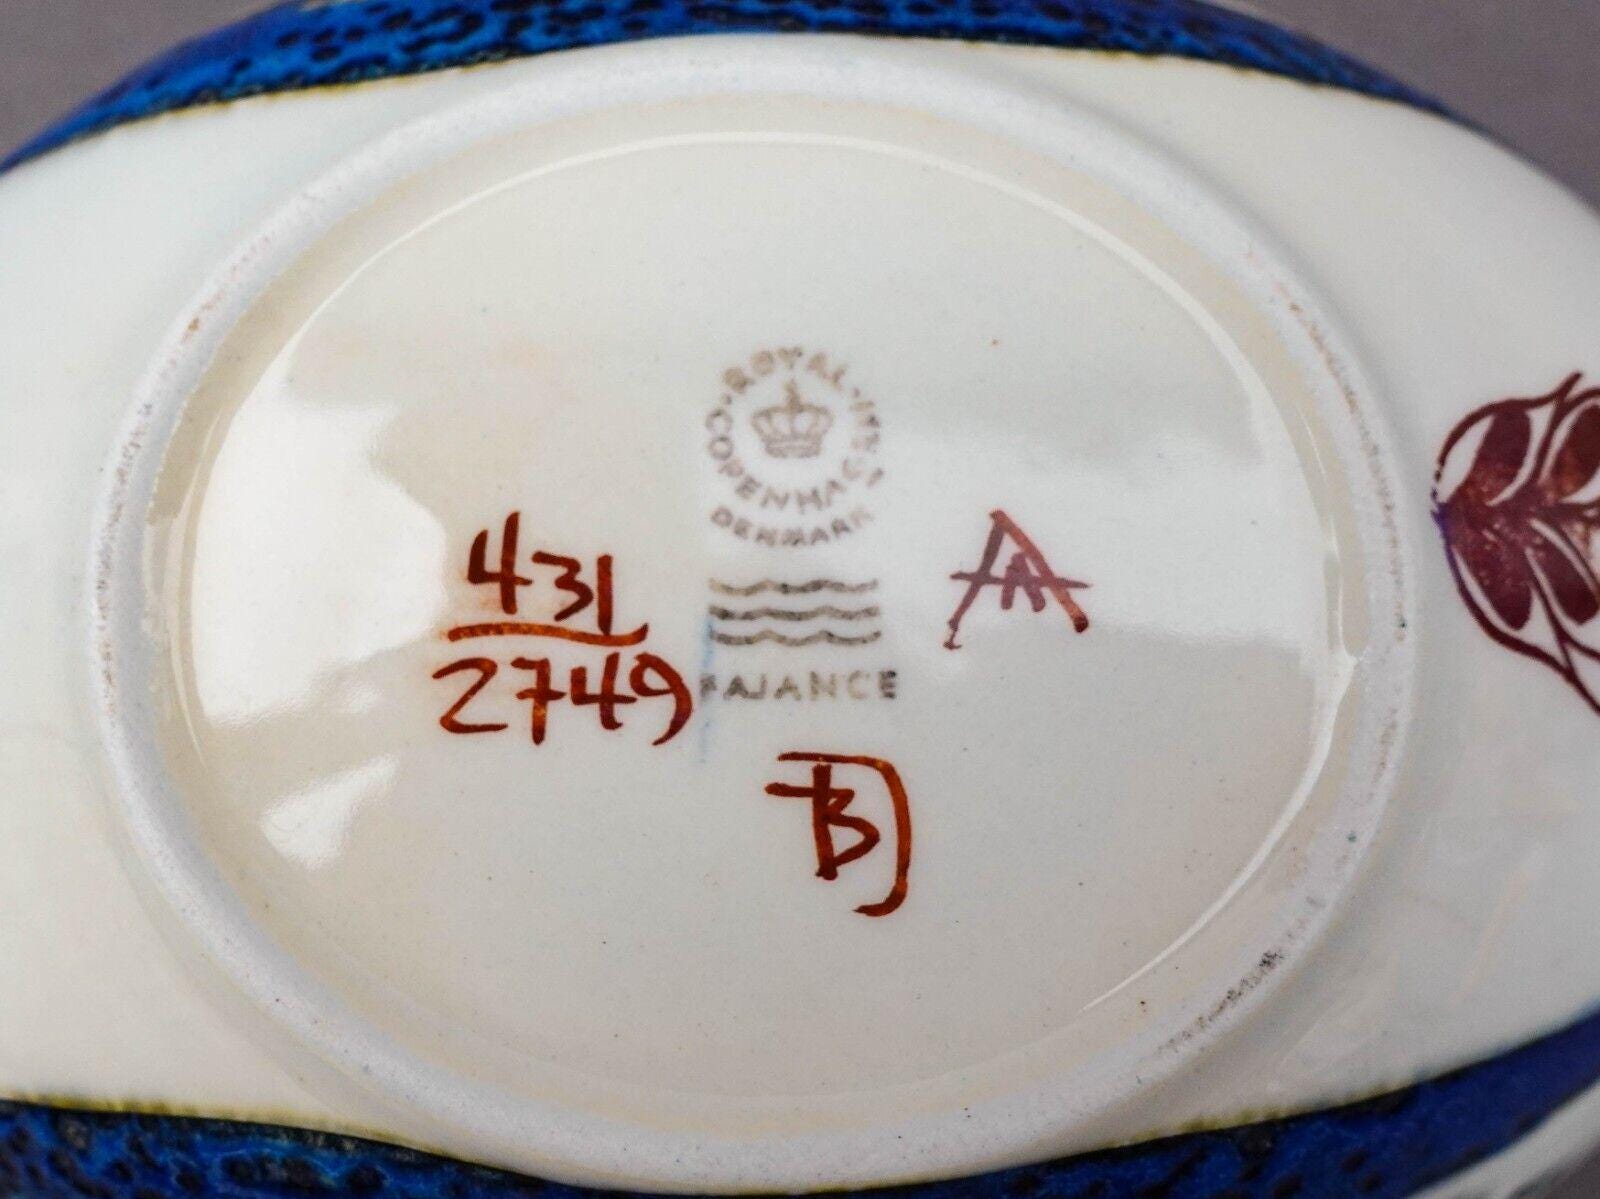 ROYAL
COPENHAGEN
DENMARK
431
2749
FAJANCE